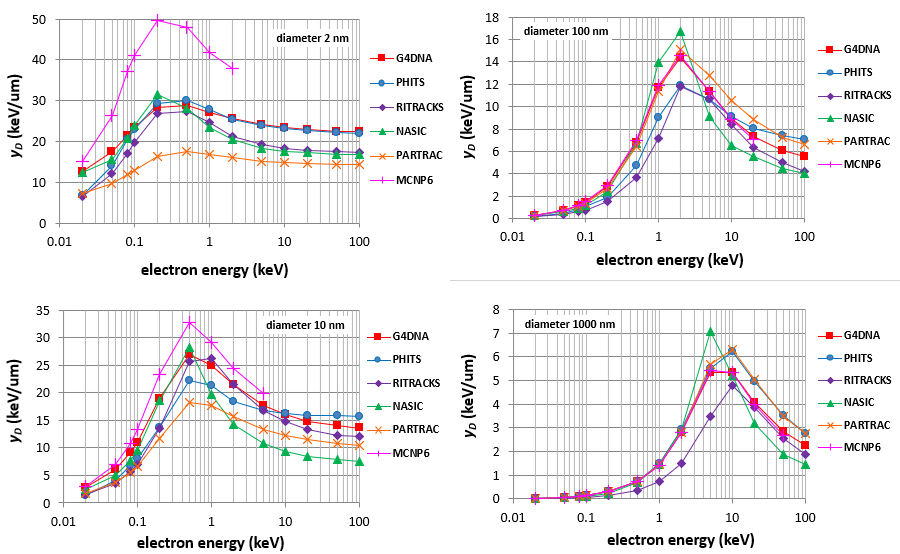 diameter 2 nm
50
40
30
20
10
0
y_D (keV/um)
0.01 0.1 1 10 100
electron energy (keV)
G4DNA
PHITS
RITRACKS
NASIC
PARTRAC
MCNP6
diameter 100 nm
18
16
14
12
10
8
6
4
2
0
y_D (keV/um)
0.01 0.1 1 10 100
electron energy (keV)
G4DNA
PHITS
RITRACKS
NASIC
PARTRAC
MCNP6
diameter 10 nm
35
30
25
20
15
10
5
0
y_D (keV/um)
0.01 0.1 1 10 100
electron energy (keV)
G4DNA
PHITS
RITRACKS
NASIC
PARTRAC
MCNP6
diameter 1000 nm
8
7
6
5
4
3
2
1
0
y_D (keV/um)
0.01 0.1 1 10 100
electron energy (keV)
G4DNA
PHITS
RITRACKS
NASIC
PARTRAC
MCNP6